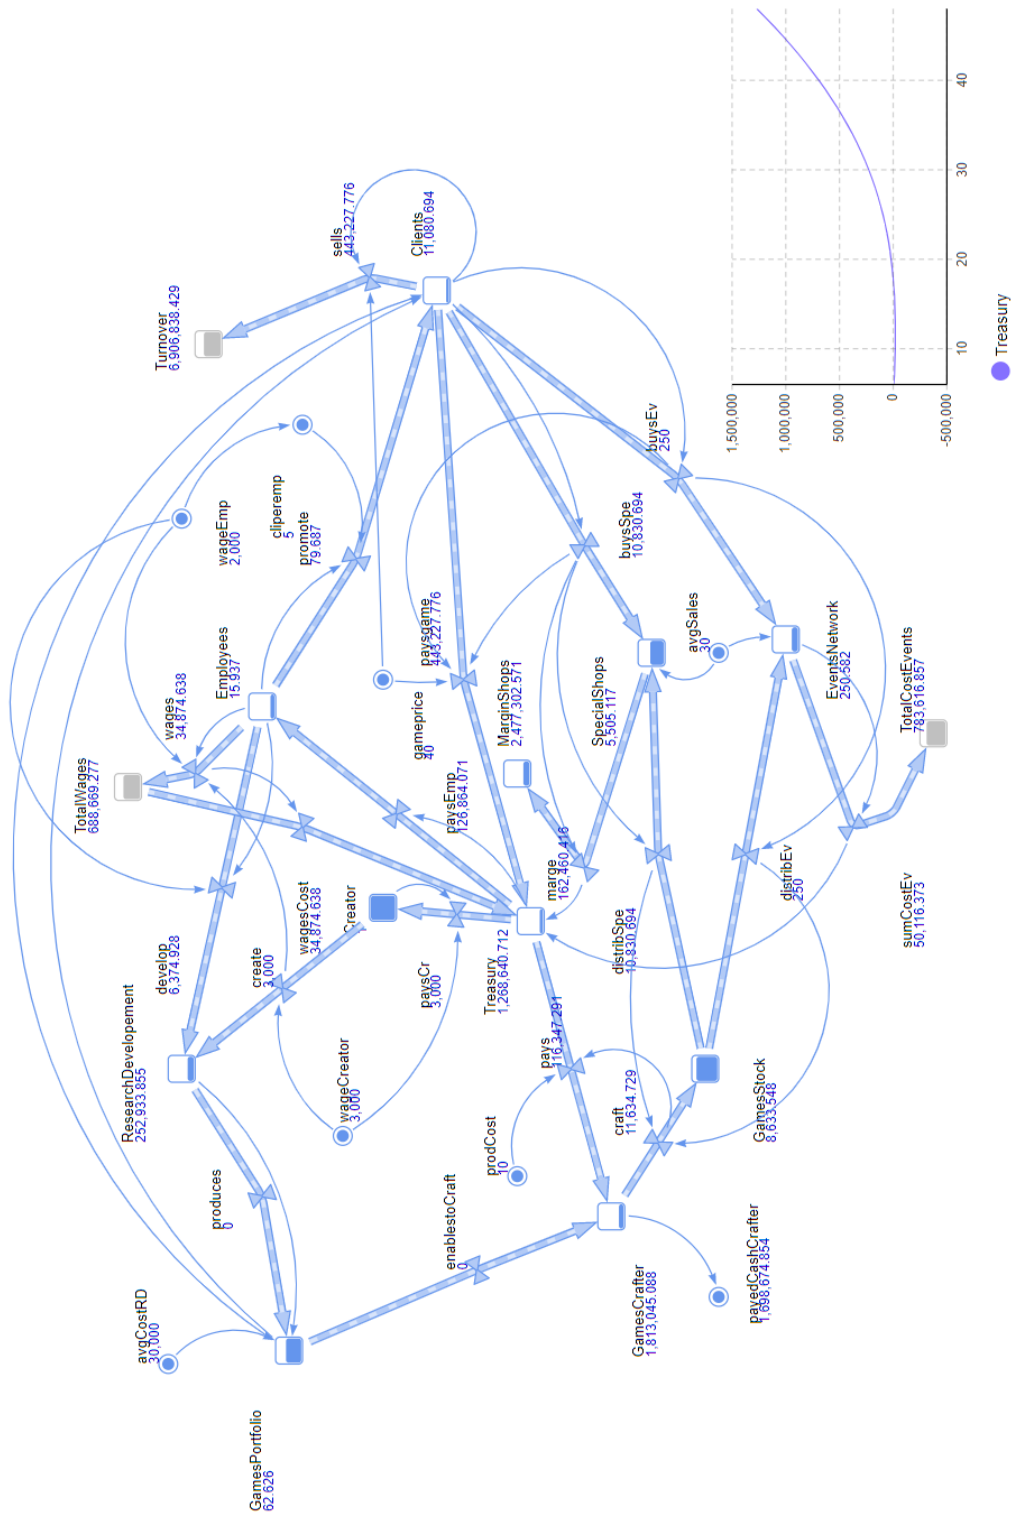 TotalWages
688,669.277
ResearchDevelopement
252,933.855
avgCostRD
30,000
develop
6,374.928
Turnover
6,906,838.429
wages
34,874.638
produces
0
Employees
15.937
wageEmp
2,000
GamesPortfolio
62.626
create
3,000
cliperemp
5
wagesCost
34,874.638
promote
79.687
sells
443,227.776
wageCreator
3,000
Creator
Clients
11,080.694
gameprice
40
paysCr
3,000
paysgame
443,227.776
enablestoCraft
0
paysEmp
126,864.071
prodCost
10
Treasury
1,268,640.712
MarginShops
2,477,302.571
pays
116,347.291
marge
162,460.416
SpecialShops
5,505.117
craft
11,634.729
distribSpe
10,830.694
buysSpe
10,830.694
GamesCrafter
1,813,045.088
buysEv
250
avgSales
30
payedCashCrafter
1,698,674.854
GamesStock
8,633.548
distribEv
250
EventsNetwork
250.582
sumCostEv
50,116.373
TotalCostEvents
783,616.857
1,500,000
1,000,000
500,000
0
-500,000
10 20 30 40
Treasury